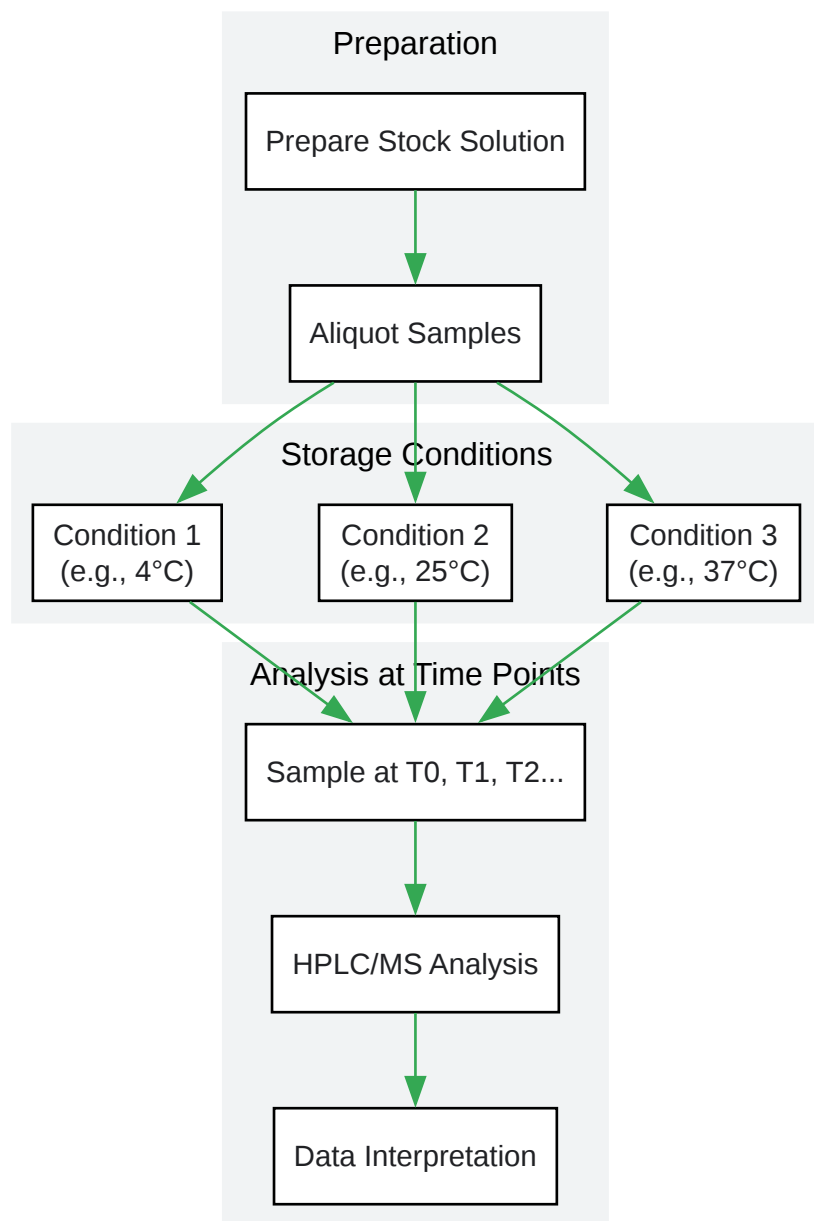 Preparation
Prepare Stock Solution
Aliquot Samples
Storage Conditions
Condition 1
(e.g., 4°C)
Condition 2
(e.g., 25°C)
Condition 3
(e.g., 37°C)
Analysis at Time Points
Sample at T0, T1, T2...
HPLC/MS Analysis
Data Interpretation